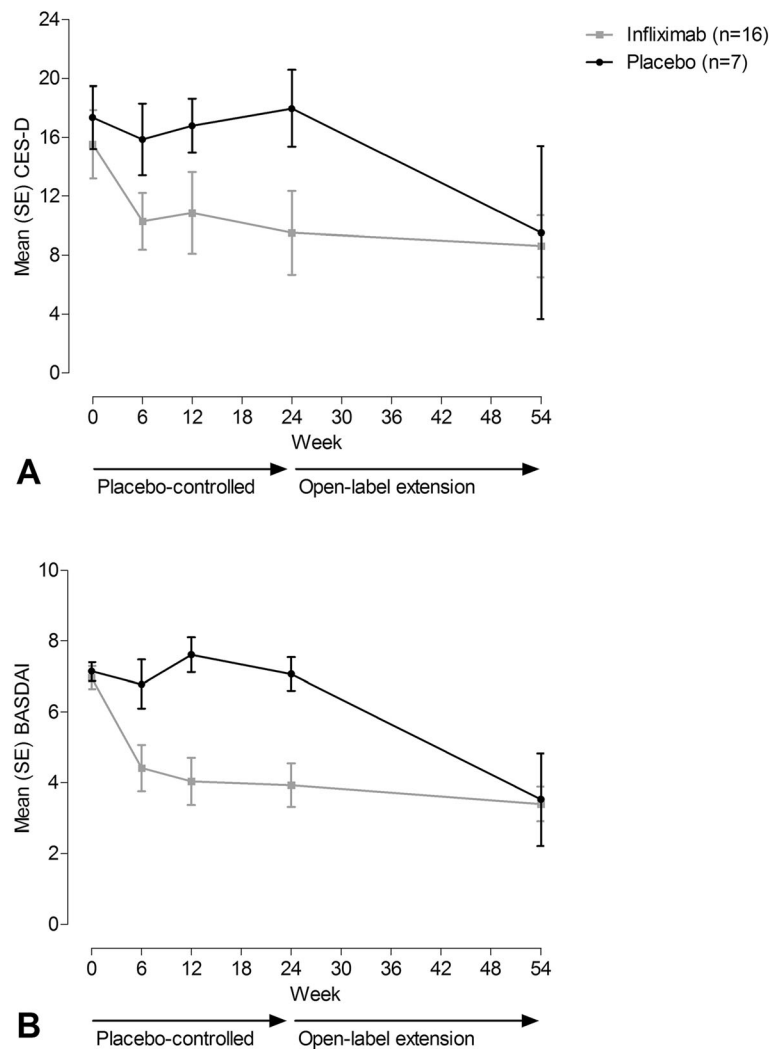 Infliximab (n=16)
Placebo (n=7)
Mean (SE) CES-D
24
20
16
12
8
4
0
0 6 12 18 24 30 36 42 48 54
Week
A
Placebo-controlled Open-label extension
Mean (SE) BASDAI
10
8
6
4
2
0
0 6 12 18 24 30 36 42 48 54
Week
B
Placebo-controlled Open-label extension